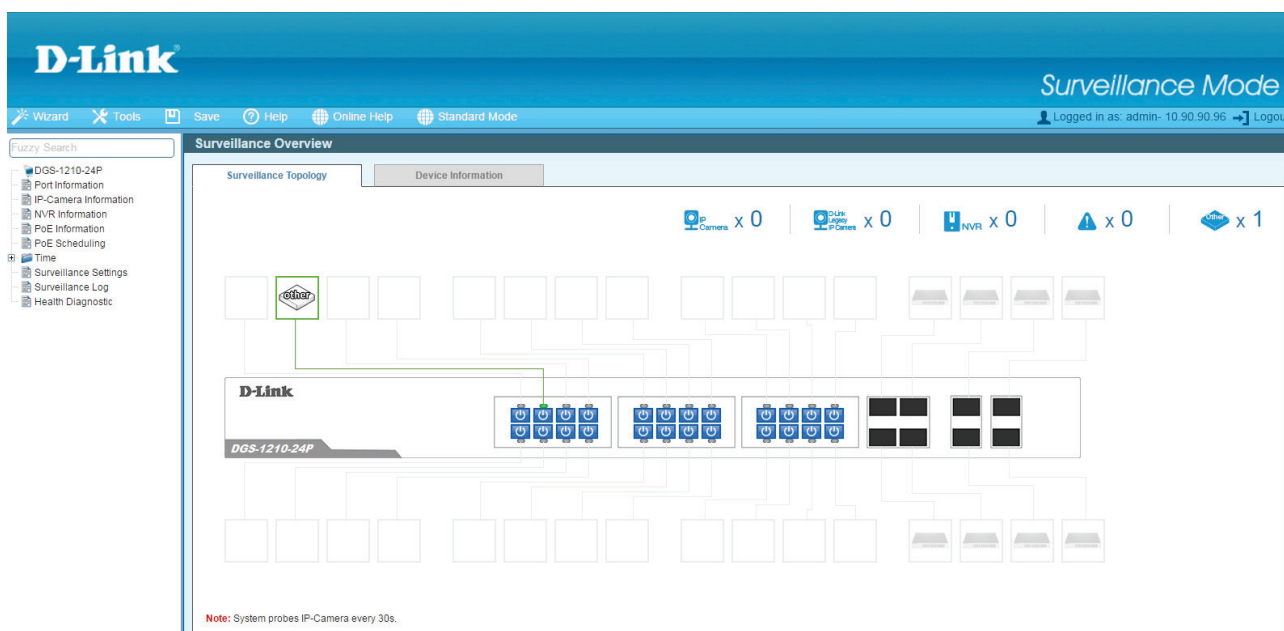 D-Link
Surveillance Mode
Wizard Tools Save Help Online Help Standard Mode
Logged in as: admin- 10.90.90.96 Logou
Fuzzy Search
DGS-1210-24P
Port Information
IP-Camera Information
NVR Information
PoE Information
PoE Scheduling
Time
Surveillance Settings
Surveillance Log
Health Diagnostic
Surveillance Overview
Surveillance Topology Device Information
IP Camera x 0
D-Link Legacy IP Camera x 0
NVR x 0
x 0
Other x 1
other
D-Link
DGS-1210-24P
Note: System probes IP-Camera every 30s.